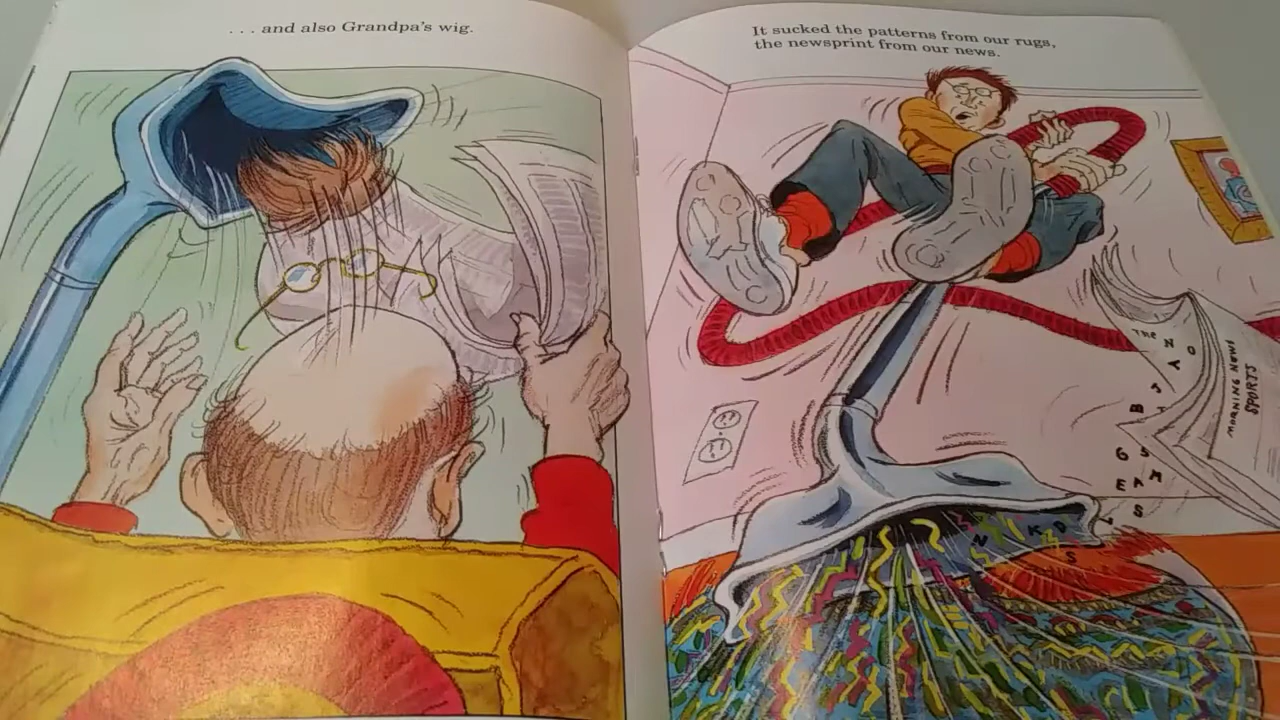 . . . and also Grandpa's wig.
It sucked the patterns from our rugs,
the newsprint from our news.
THE
MORNING NEWS
SPORTS